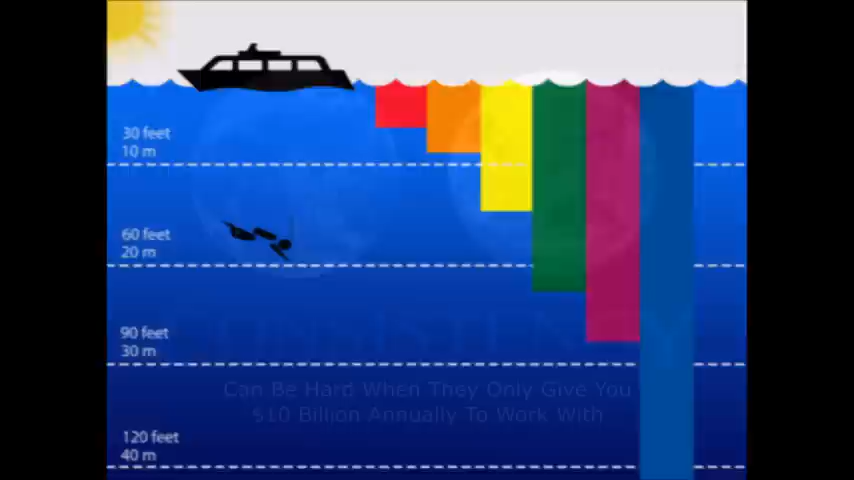 30 feet
10 m
60 feet
20 m
90 feet
30 m
Can Be Hard When They Only Give You
$10 Billion Annually To Work With
120 feet
40 m